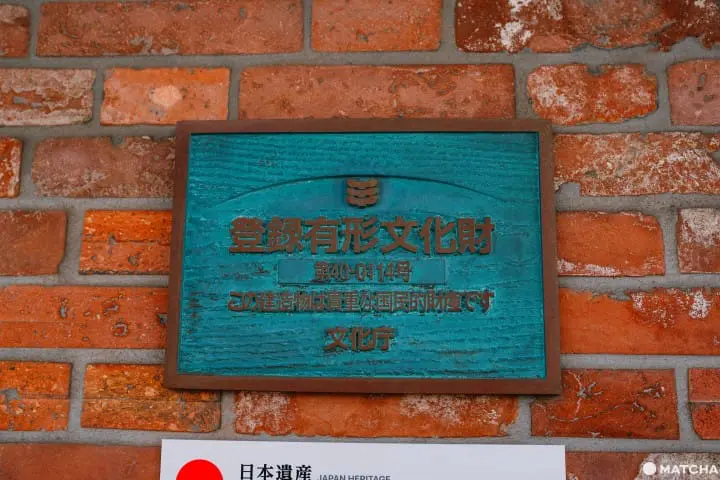 登録有形文化財
第40-0114号
この建造物は貴重な国民的財産です
文化庁
日本遺産 JAPAN HERITAGE
MATCHA